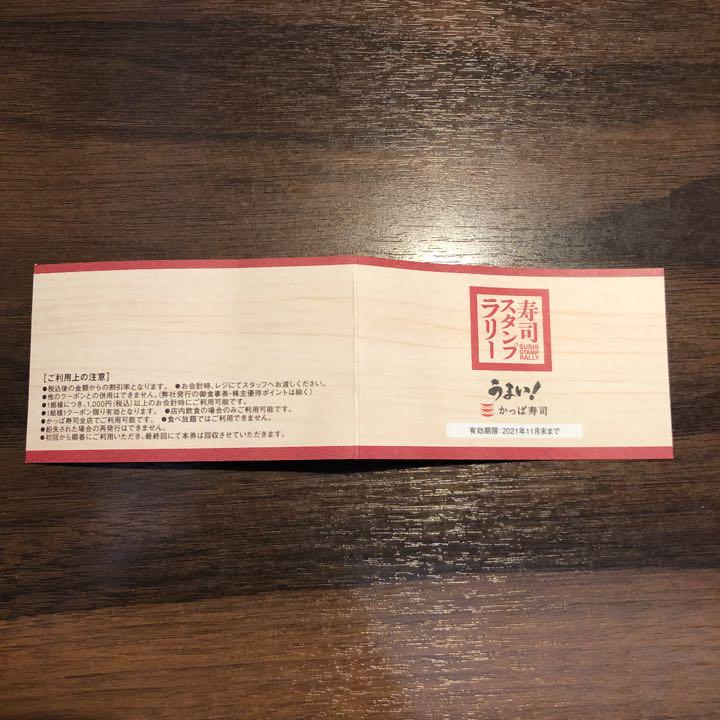 [ご利用上の注意]
●税込後の金額からの割引率となります。 ●お会計時、レジにてスタッフへお渡しください。
●他のクーポンとの併用はできません。(弊社発行の御食事券・株主優待ポイントは除く)
●1組様につき、1,000円(税込)以上のお会計時にご利用可能です。
●1組様1クーポン限り有効となります。 ●店内飲食の場合のみご利用可能です。
●かっぱ寿司全店でご利用可能です。 ●食べ放題ではご利用できません。
●紛失された場合の再発行はできません。
●初回から順番にご利用いただき、最終回にて本券は回収させていただきます。
寿司
スタンプ
ラリー
SUSHI
STAMP
RALLY
うまい!
かっぱ寿司
有効期限:2021年11月末まで